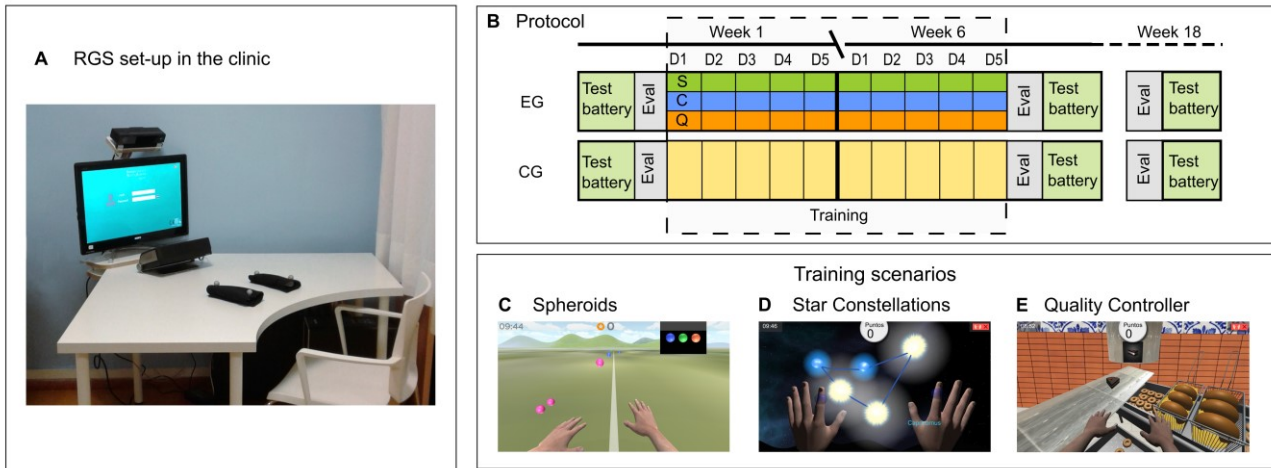 A RGS set-up in the clinic
B Protocol
Week 1 Week 6 Week 18
D1 D2 D3 D4 D5 D1 D2 D3 D4 D5
EG
Test battery Eval S Eval Test battery Eval Test battery
C
Q
CG
Test battery Eval Eval Test battery Eval Test battery
Training
Training scenarios
C Spheroids
D Star Constellations
E Quality Controller
09:44 0
09:46 Puntos 0
Puntos 0